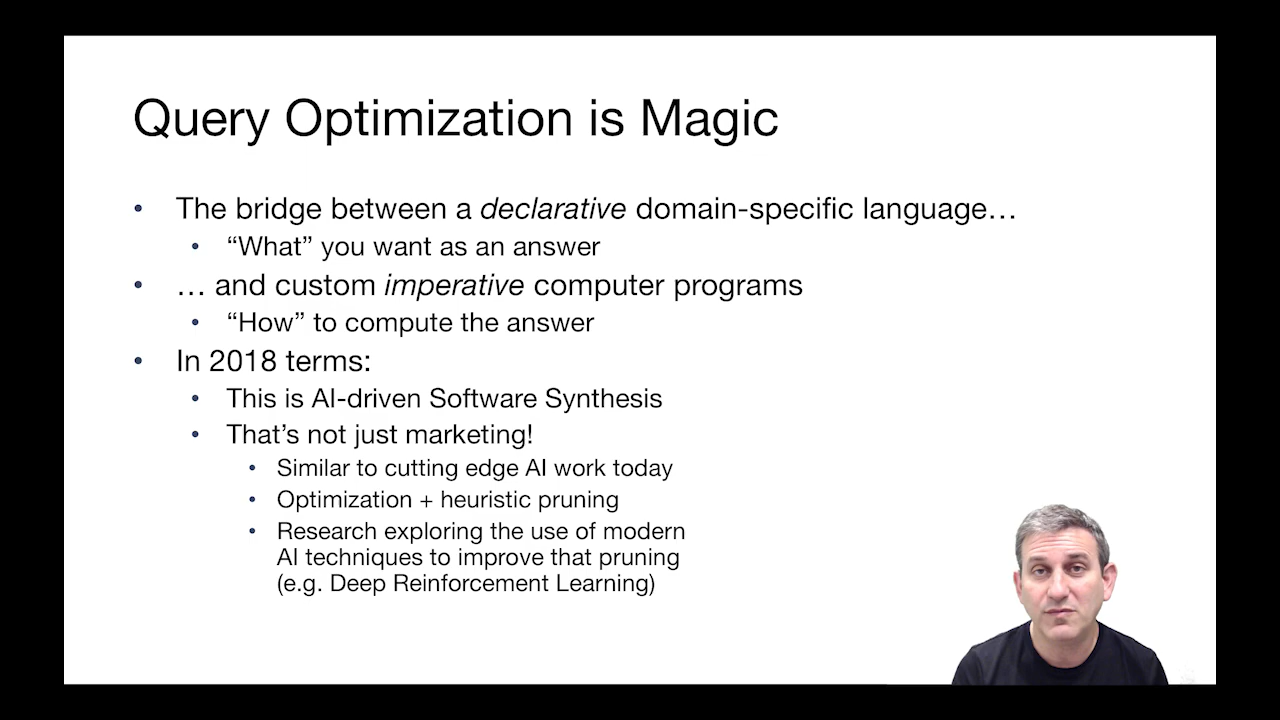 Query Optimization is Magic
• The bridge between a declarative domain-specific language…
• “What” you want as an answer
• … and custom imperative computer programs
• “How” to compute the answer
• In 2018 terms:
• This is AI-driven Software Synthesis
• That’s not just marketing!
• Similar to cutting edge AI work today
• Optimization + heuristic pruning
• Research exploring the use of modern
AI techniques to improve that pruning
(e.g. Deep Reinforcement Learning)